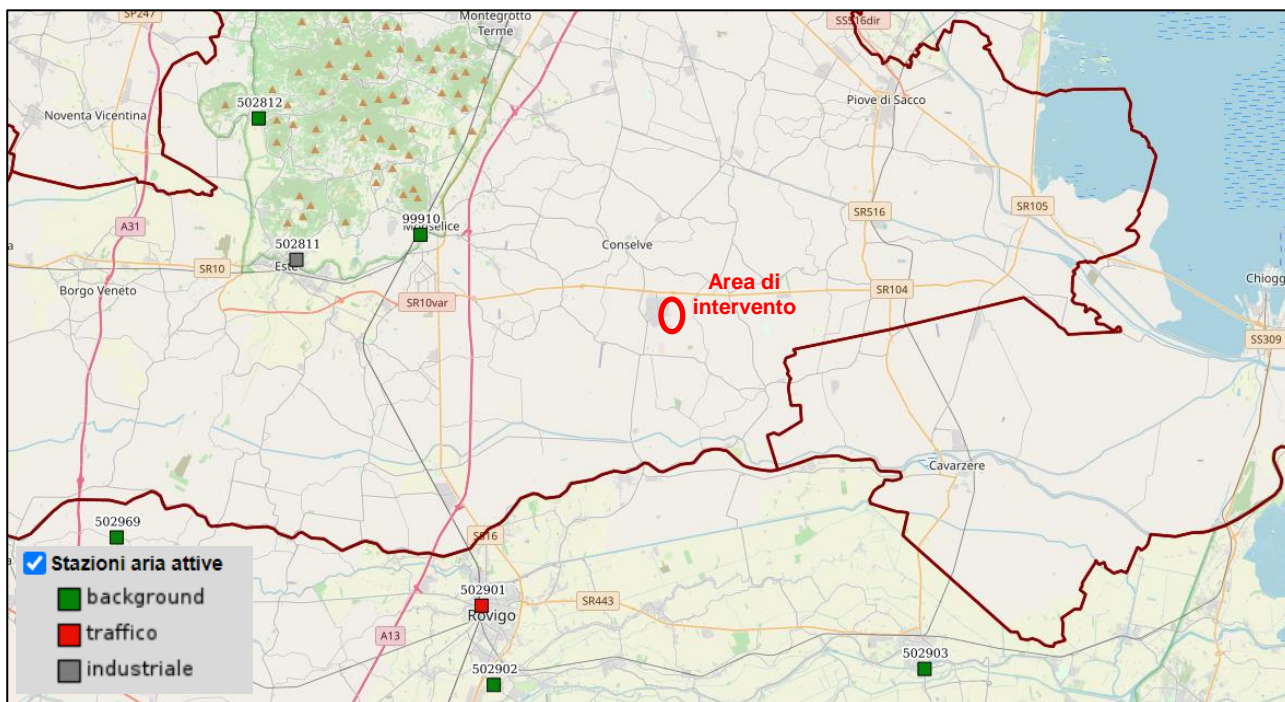 SP247
Montegrotto
Terme
SS516dir
502812
Noventa Vicentina
Piove di Sacco
A31
99910
Monselice
502811
Este
SR10
Borgo Veneto
SR10var
Conselve
Area di
intervento
SR516
SR105
SR104
Chiogg
SS309
Cavarzere
502969
SS16
502901
Rovigo
SR443
A13
502902
502903
Stazioni aria attive
background
traffico
industriale